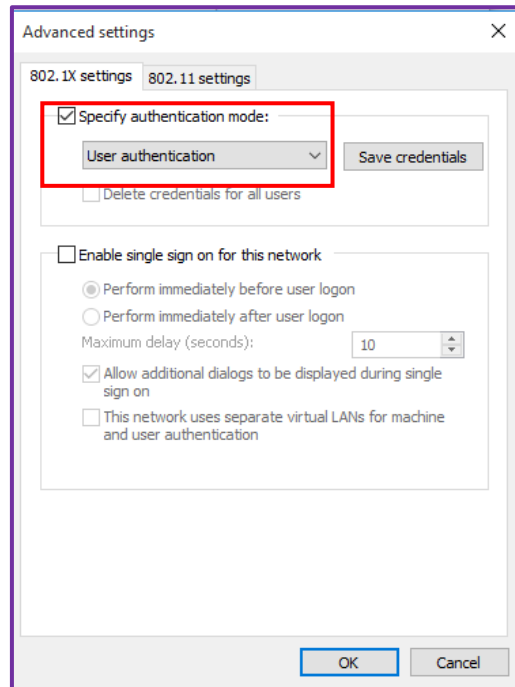 Advanced settings
802.1X settings
802.11 settings
Specify authentication mode:
User authentication
Save credentials
Delete credentials for all users
Enable single sign on for this network
Perform immediately before user logon
Perform immediately after user logon
Maximum delay (seconds):
10
Allow additional dialogs to be displayed during single
sign on
This network uses separate virtual LANs for machine
and user authentication
OK
Cancel